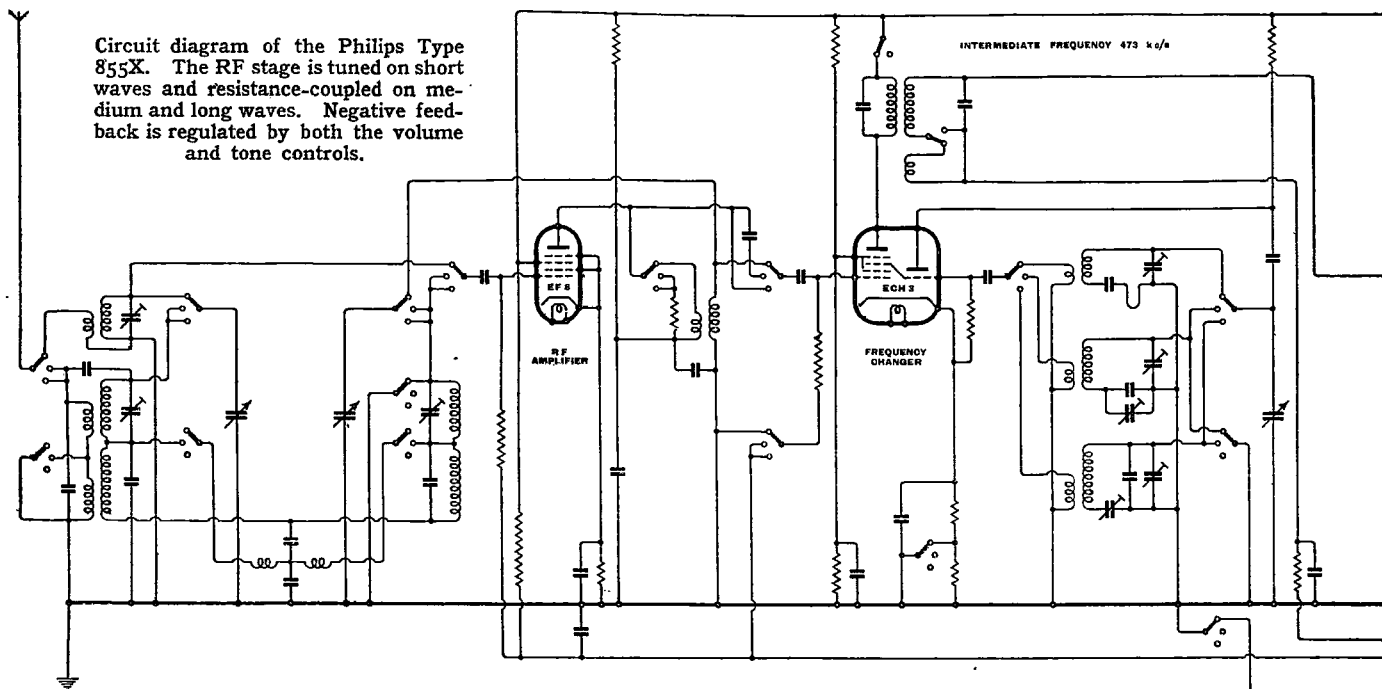 Circuit diagram of the Philips Type
855X. The RF stage is tuned on short
waves and resistance-coupled on me-
dium and long waves. Negative feed-
back is regulated by both the volume
and tone controls.
INTERMEDIATE FREQUENCY 473 kc/s
EF 8
ECH 3
RF
AMPLIFIER
FREQUENCY
CHANGER